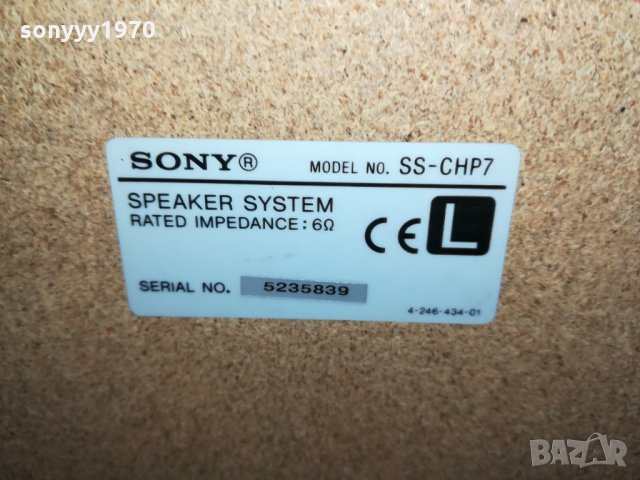 sonyyy1970
SONY® MODEL NO. SS-CHP7
SPEAKER SYSTEM
RATED IMPEDANCE: 6Ω
CE L
SERIAL NO. 5235839
4-246-434-01
BAZAR